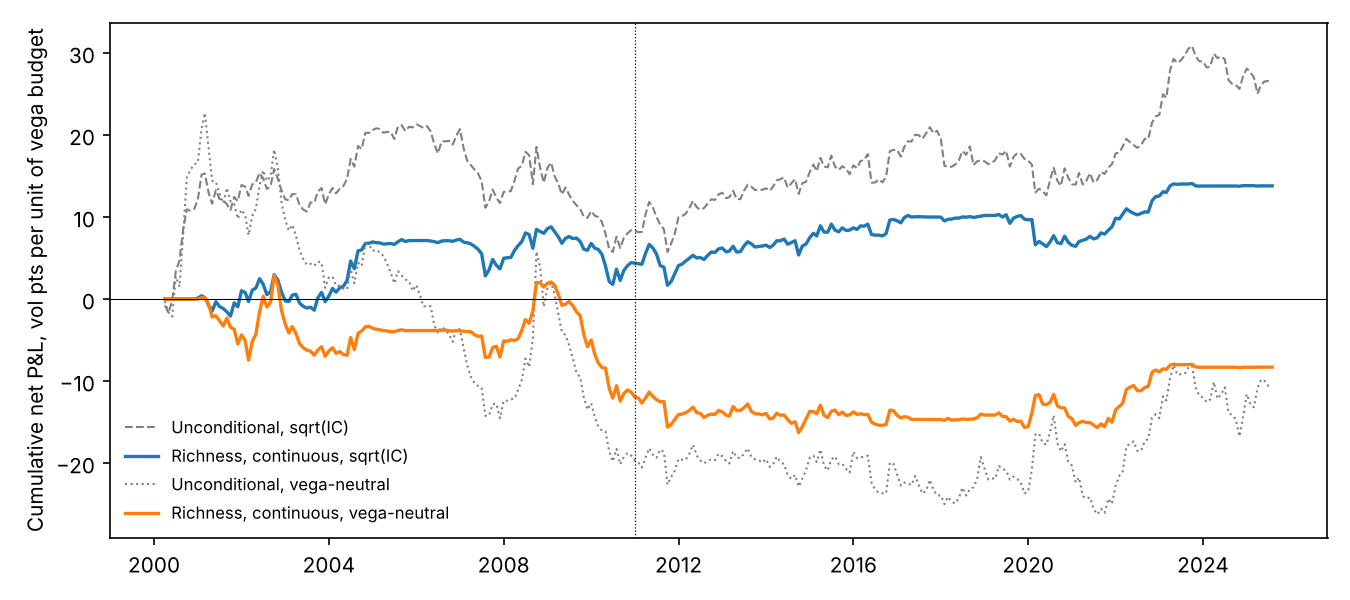 Cumulative net P&L, vol pts per unit of vega budget
30
20
10
0
−10
−20
Unconditional, sqrt(IC)
Richness, continuous, sqrt(IC)
Unconditional, vega-neutral
Richness, continuous, vega-neutral
2000 2004 2008 2012 2016 2020 2024